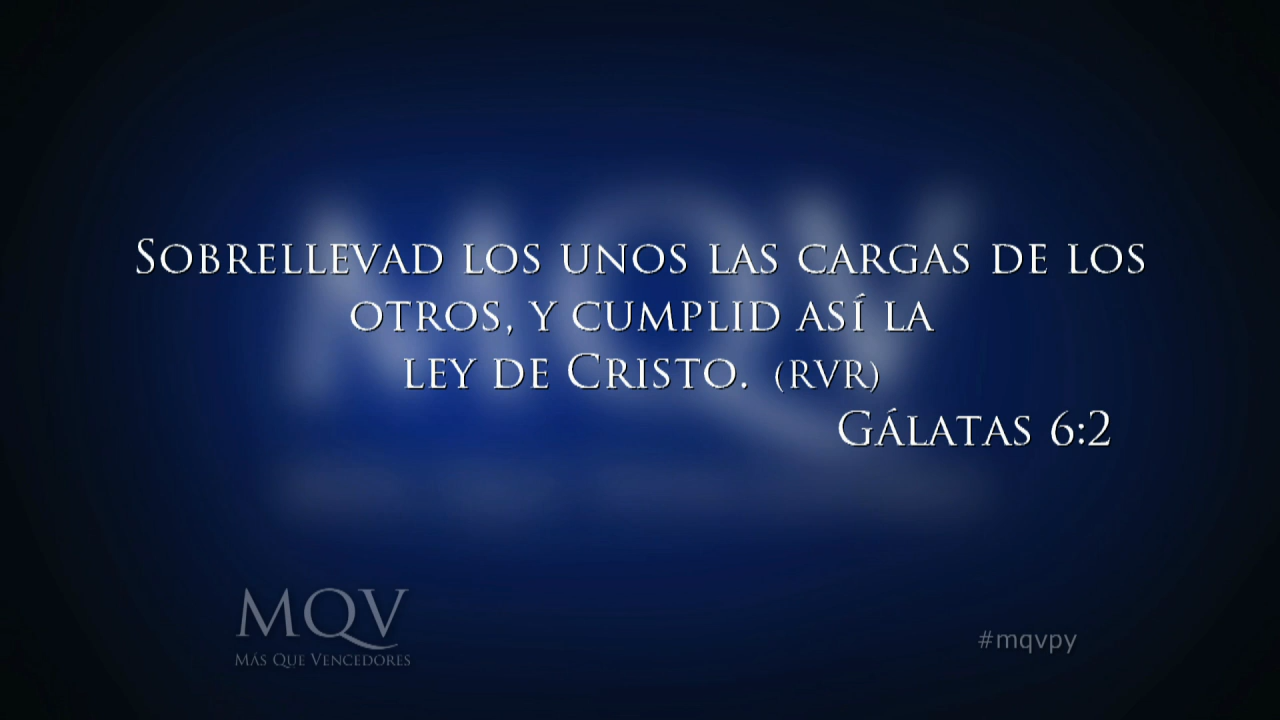 Sobrellevad los unos las cargas de los
otros, y cumplid así la
ley de Cristo. (RVR)
Gálatas 6:2
MQV
Más Que Vencedores
#mqvpy